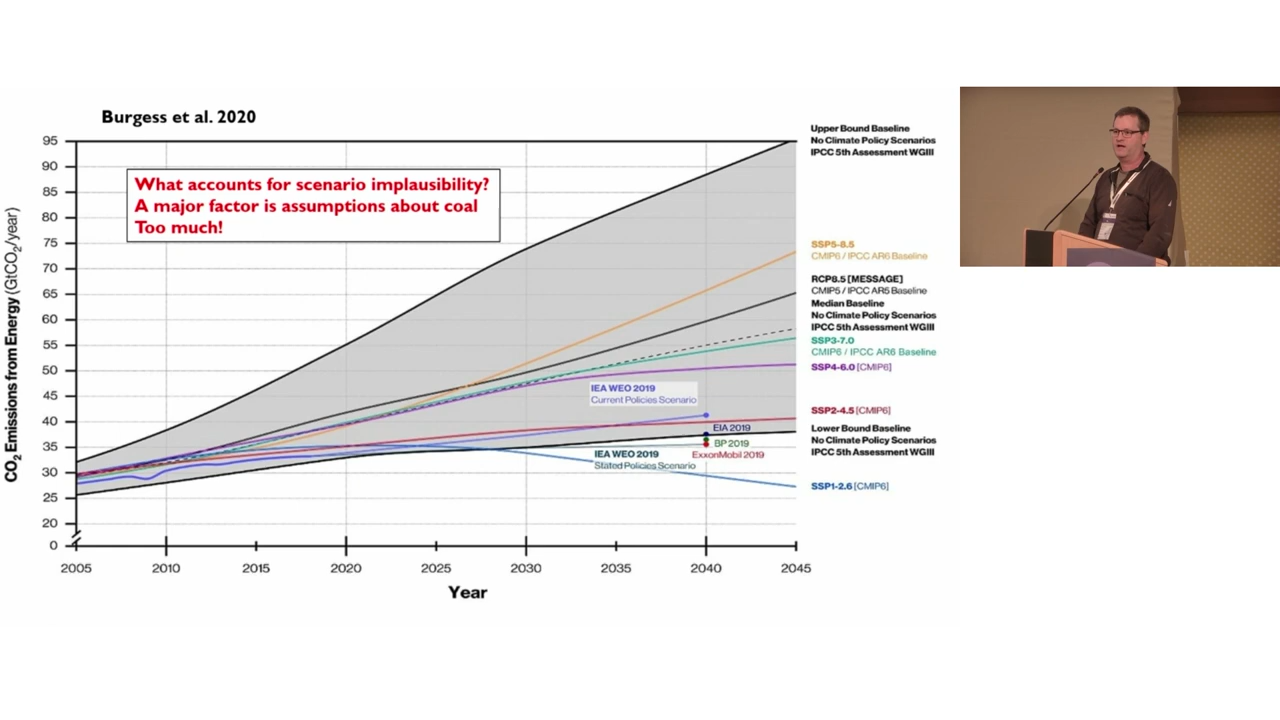 Burgess et al. 2020
What accounts for scenario implausibility?
A major factor is assumptions about coal
Too much!
CO₂ Emissions from Energy (GtCO₂/year)
95
90
85
80
75
70
65
60
55
50
45
40
35
30
25
20
0
2005 2010 2015 2020 2025 2030 2035 2040 2045
Year
IEA WEO 2019
Current Policies Scenario
EIA 2019
BP 2019
ExxonMobil 2019
IEA WEO 2019
Stated Policies Scenario
Upper Bound Baseline
No Climate Policy Scenarios
IPCC 5th Assessment WGIII
SSP5-8.5
CMIP6 / IPCC AR6 Baseline
RCP8.5 [MESSAGE]
CMIP5 / IPCC AR5 Baseline
Median Baseline
No Climate Policy Scenarios
IPCC 5th Assessment WGIII
SSP3-7.0
CMIP6 / IPCC AR6 Baseline
SSP4-6.0 [CMIP6]
SSP2-4.5 [CMIP6]
Lower Bound Baseline
No Climate Policy Scenarios
IPCC 5th Assessment WGIII
SSP1-2.6 [CMIP6]